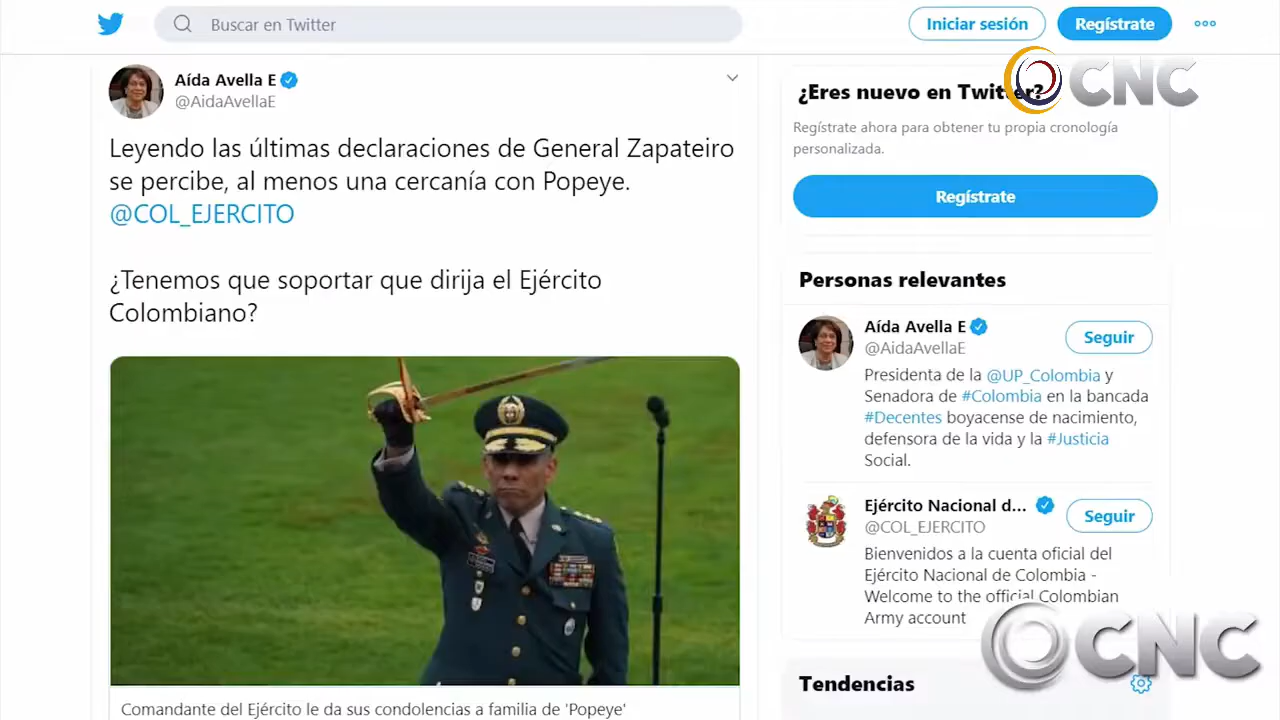 Buscar en Twitter
Iniciar sesión
Regístrate
Aída Avella E
@AidaAvellaE
Leyendo las últimas declaraciones de General Zapateiro
se percibe, al menos una cercanía con Popeye.
@COL_EJERCITO
¿Tenemos que soportar que dirija el Ejército
Colombiano?
Comandante del Ejército le da sus condolencias a familia de 'Popeye'
CNC
¿Eres nuevo en Twitter?
Regístrate ahora para obtener tu propia cronología
personalizada.
Regístrate
Personas relevantes
Aída Avella E
@AidaAvellaE
Seguir
Presidenta de la @UP_Colombia y
Senadora de #Colombia en la bancada
#Decentes boyacense de nacimiento,
defensora de la vida y la #Justicia
Social.
Ejército Nacional d...
@COL_EJERCITO
Seguir
Bienvenidos a la cuenta oficial del
Ejército Nacional de Colombia -
Welcome to the official Colombian
Army account
CNC
Tendencias